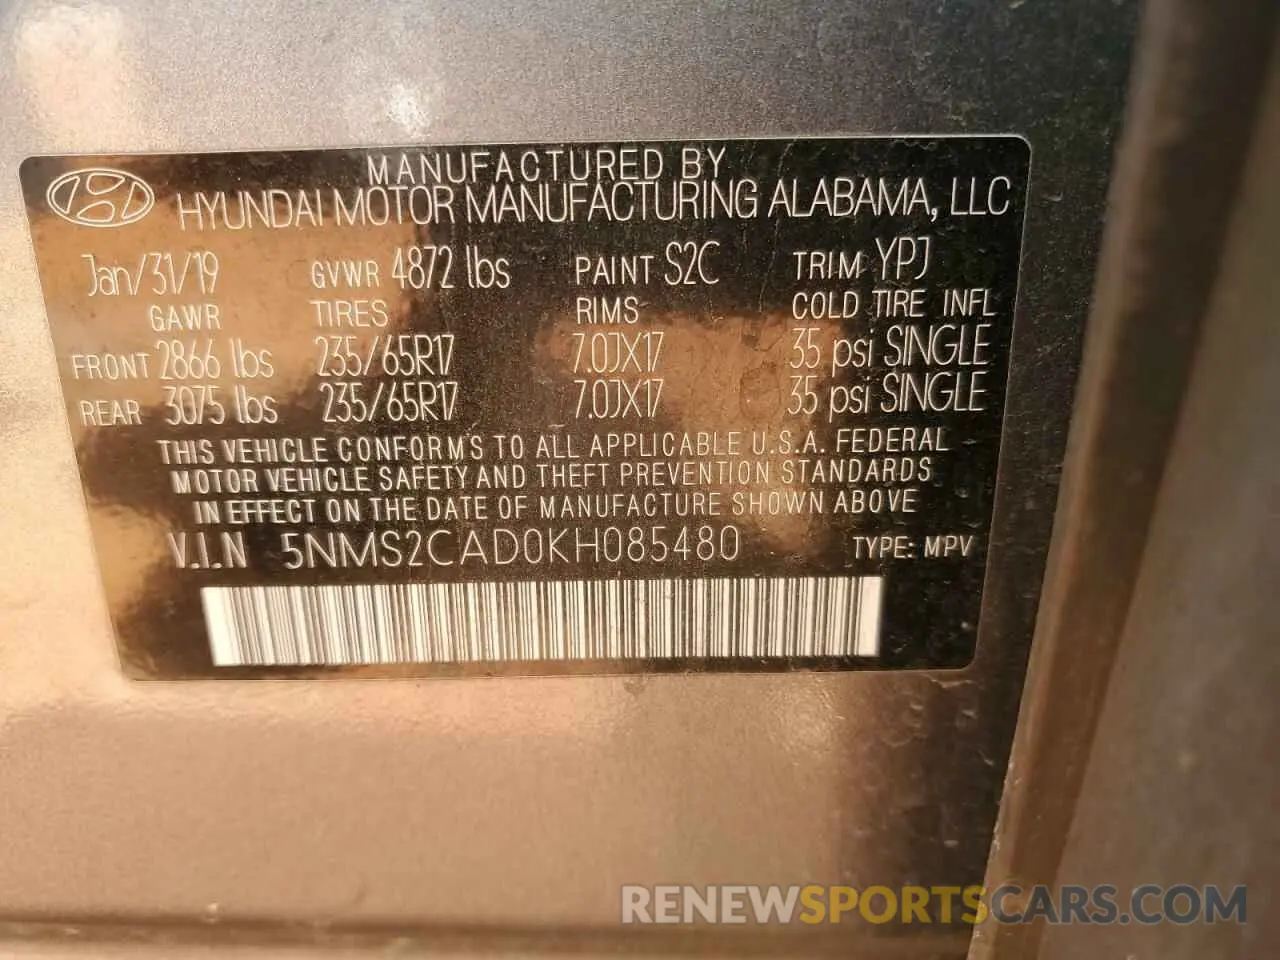 MANUFACTURED BY
HYUNDAI MOTOR MANUFACTURING ALABAMA, LLC
Jan/31/19 GVWR 4872 lbs PAINT S2C TRIM YPJ
GAWR TIRES RIMS COLD TIRE INFL
FRONT 2866 lbs 235/65R17 7.0JX17 35 psi SINGLE
REAR 3075 lbs 235/65R17 7.0JX17 35 psi SINGLE
THIS VEHICLE CONFORM'S TO ALL APPLICABLE U.S.A. FEDERAL
MOTOR VEHICLE SAFETY AND THEFT PREVENTION STANDARDS
IN EFFECT ON THE DATE OF MANUFACTURE SHOWN ABOVE
V.I.N 5NMS2CAD0KH085480 TYPE: MPV
RENEWSPORTSCARS.COM